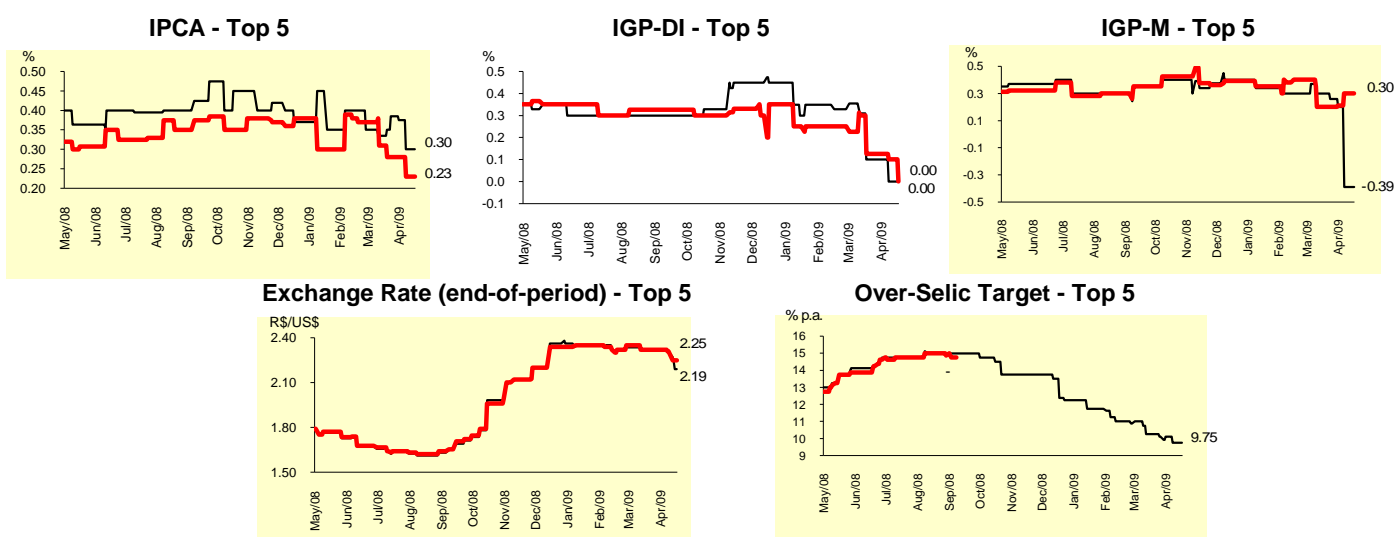 IPCA - Top 5
%
0.50
0.45
0.40
0.35
0.30
0.25
0.20
0.30
0.23
May/08
Jun/08
Jul/08
Aug/08
Sep/08
Oct/08
Nov/08
Dec/08
Jan/09
Feb/09
Mar/09
Apr/09
IGP-DI - Top 5
%
0.5
0.4
0.3
0.2
0.1
0.0
-0.1
0.00
0.00
May/08
Jun/08
Jul/08
Aug/08
Sep/08
Oct/08
Nov/08
Dec/08
Jan/09
Feb/09
Mar/09
Apr/09
IGP-M - Top 5
%
0.5
0.3
0.1
-0.1
-0.3
-0.5
0.30
-0.39
May/08
Jun/08
Jul/08
Aug/08
Sep/08
Oct/08
Nov/08
Dec/08
Jan/09
Feb/09
Mar/09
Apr/09
Exchange Rate (end-of-period) - Top 5
R$/US$
2.40
2.10
1.80
1.50
2.25
2.19
May/08
Jun/08
Jul/08
Aug/08
Sep/08
Oct/08
Nov/08
Dec/08
Jan/09
Feb/09
Mar/09
Apr/09
Over-Selic Target - Top 5
% p.a.
16
15
14
13
12
11
10
9
-
9.75
May/08
Jun/08
Jul/08
Aug/08
Sep/08
Oct/08
Nov/08
Dec/08
Jan/09
Feb/09
Mar/09
Apr/09